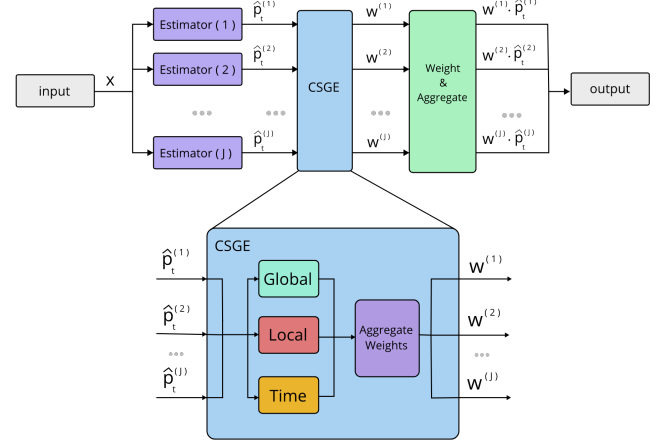 input
x
Estimator ( 1 )
p̂ₜ⁽¹⁾
Estimator ( 2 )
p̂ₜ⁽²⁾
Estimator ( J )
p̂ₜ⁽ᴶ⁾
CSGE
w⁽¹⁾
w⁽²⁾
w⁽ᴶ⁾
Weight
&
Aggregate
w⁽¹⁾· p̂ₜ⁽¹⁾
w⁽²⁾· p̂ₜ⁽²⁾
w⁽ᴶ⁾· p̂ₜ⁽ᴶ⁾
output
CSGE
p̂ₜ⁽¹⁾
p̂ₜ⁽²⁾
p̂ₜ⁽ᴶ⁾
Global
Local
Time
Aggregate
Weights
w⁽¹⁾
w⁽²⁾
w⁽ᴶ⁾